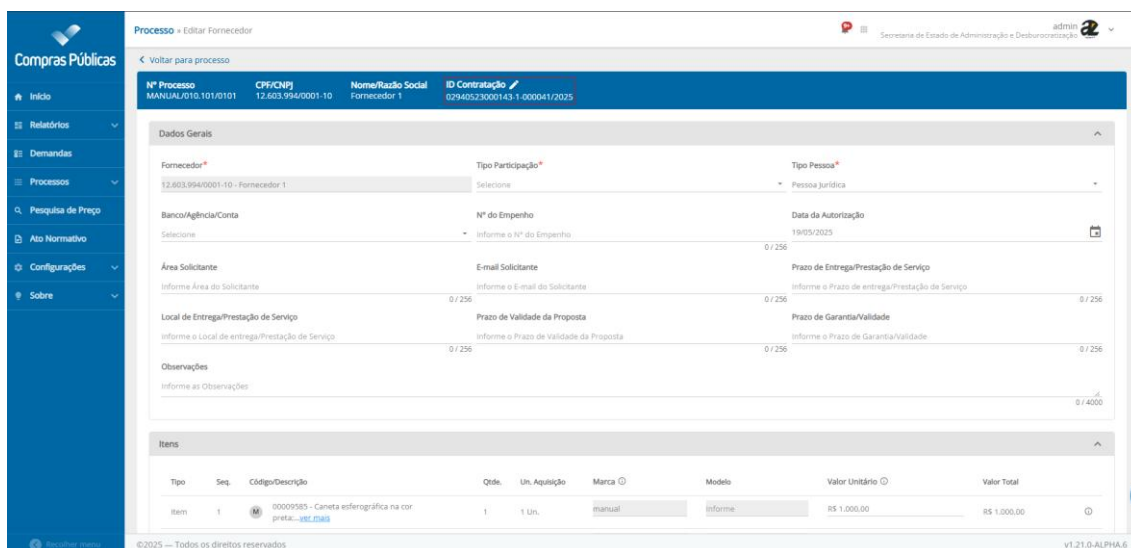 Compras Públicas
Início
Relatórios
Demandas
Processos
Pesquisa de Preço
Ato Normativo
Configurações
Sobre
Recolher menu
Processo » Editar Fornecedor
admin
Secretaria de Estado de Administração e Desburocratização
Voltar para processo
Nº Processo CPF/CNPJ Nome/Razão Social ID Contratação
MANUAL/010.101/0101 12.603.994/0001-10 Fornecedor 1 02940523000143-1-000041/2025
Dados Gerais
Fornecedor* Tipo Participação* Tipo Pessoa*
12.603.994/0001-10 - Fornecedor 1 Selecione Pessoa Jurídica
Banco/Agência/Conta Nº do Empenho Data da Autorização
Selecione Informe o Nº do Empenho 19/05/2025
0 / 256
Área Solicitante E-mail Solicitante Prazo de Entrega/Prestação de Serviço
Informe Área do Solicitante Informe o E-mail do Solicitante Informe o Prazo de entrega/Prestação de Serviço
0 / 256 0 / 256 0 / 256
Local de Entrega/Prestação de Serviço Prazo de Validade da Proposta Prazo de Garantia/Validade
Informe o Local de entrega/Prestação de Serviço Informe o Prazo de Validade da Proposta Informe o Prazo de Garantia/Validade
0 / 256 0 / 256 0 / 256
Observações
Informe as Observações
0 / 4000
Itens
Tipo Seq. Código/Descrição Qtde. Un. Aquisição Marca Modelo Valor Unitário Valor Total
Item 1 M 00009585 - Caneta esferográfica na cor preta;...ver mais 1 1 Un. manual Informe R$ 1.000,00 R$ 1.000,00
©2025 — Todos os direitos reservados v1.21.0-ALPHA.6